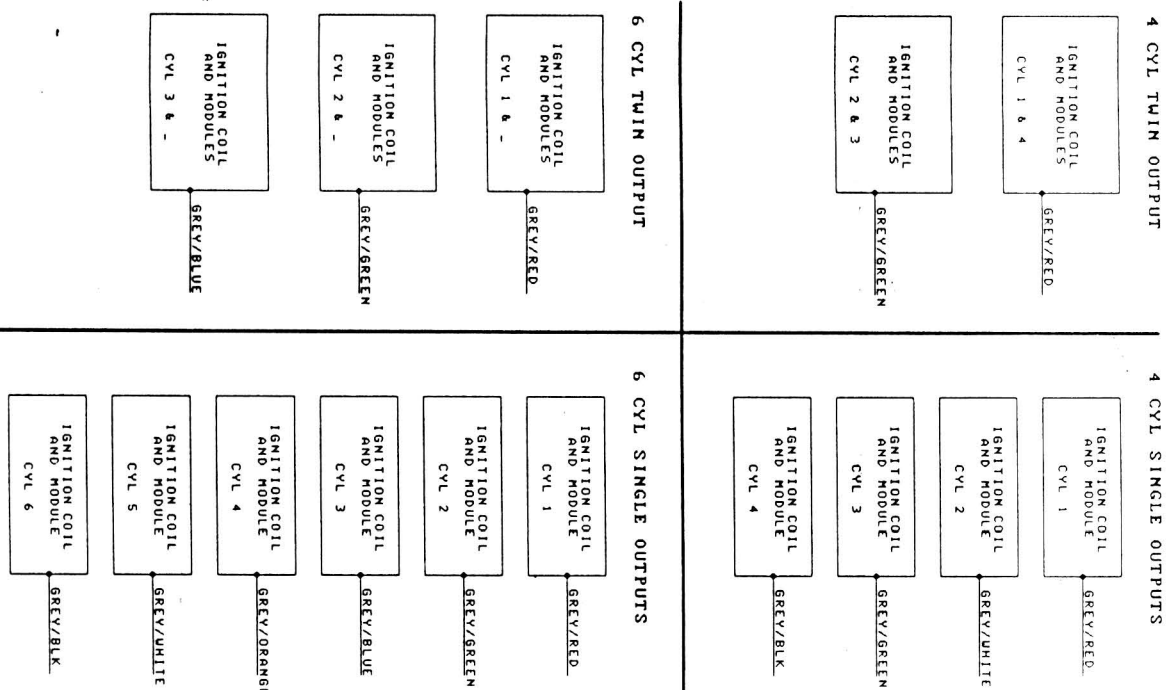 4 CYL TWIN OUTPUT
IGNITION COIL
AND MODULES
CYL 1 & 4
GREY/RED
IGNITION COIL
AND MODULES
CYL 2 & 3
GREY/GREEN
4 CYL SINGLE OUTPUTS
IGNITION COIL
AND MODULE
CYL 1
GREY/RED
IGNITION COIL
AND MODULE
CYL 2
GREY/WHITE
IGNITION COIL
AND MODULE
CYL 3
GREY/GREEN
IGNITION COIL
AND MODULE
CYL 4
GREY/BLK
6 CYL TWIN OUTPUT
IGNITION COIL
AND MODULES
CYL 1 & _
GREY/RED
IGNITION COIL
AND MODULES
CYL 2 & _
GREY/GREEN
IGNITION COIL
AND MODULES
CYL 3 & _
GREY/BLUE
6 CYL SINGLE OUTPUTS
IGNITION COIL
AND MODULE
CYL 1
GREY/RED
IGNITION COIL
AND MODULE
CYL 2
GREY/GREEN
IGNITION COIL
AND MODULE
CYL 3
GREY/BLUE
IGNITION COIL
AND MODULE
CYL 4
GREY/ORANGE
IGNITION COIL
AND MODULE
CYL 5
GREY/WHITE
IGNITION COIL
AND MODULE
CYL 6
GREY/BLK